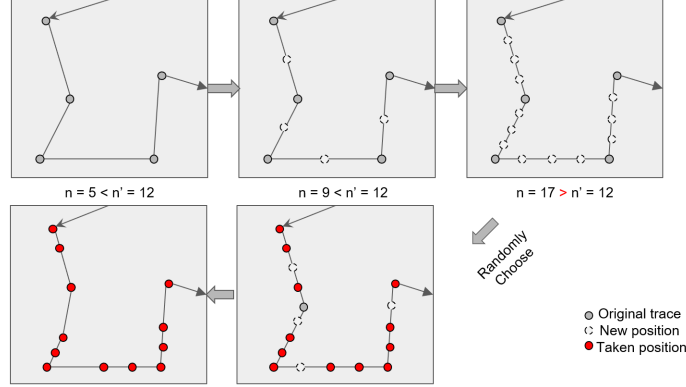 n = 5 < n' = 12
n = 9 < n' = 12
n = 17 > n' = 12
Randomly
Choose
Original trace
New position
Taken position